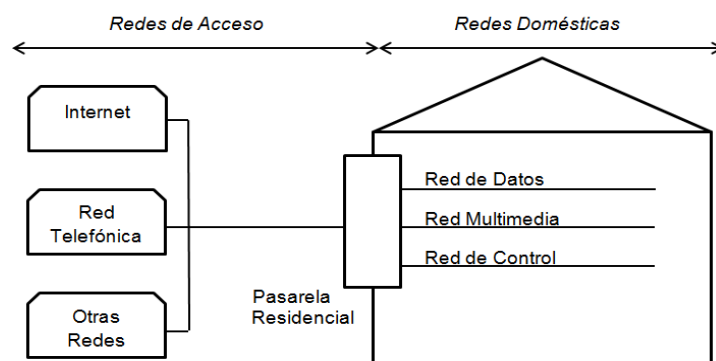 Redes de Acceso
Redes Domésticas
Internet
Red
Telefónica
Otras
Redes
Pasarela
Residencial
Red de Datos
Red Multimedia
Red de Control